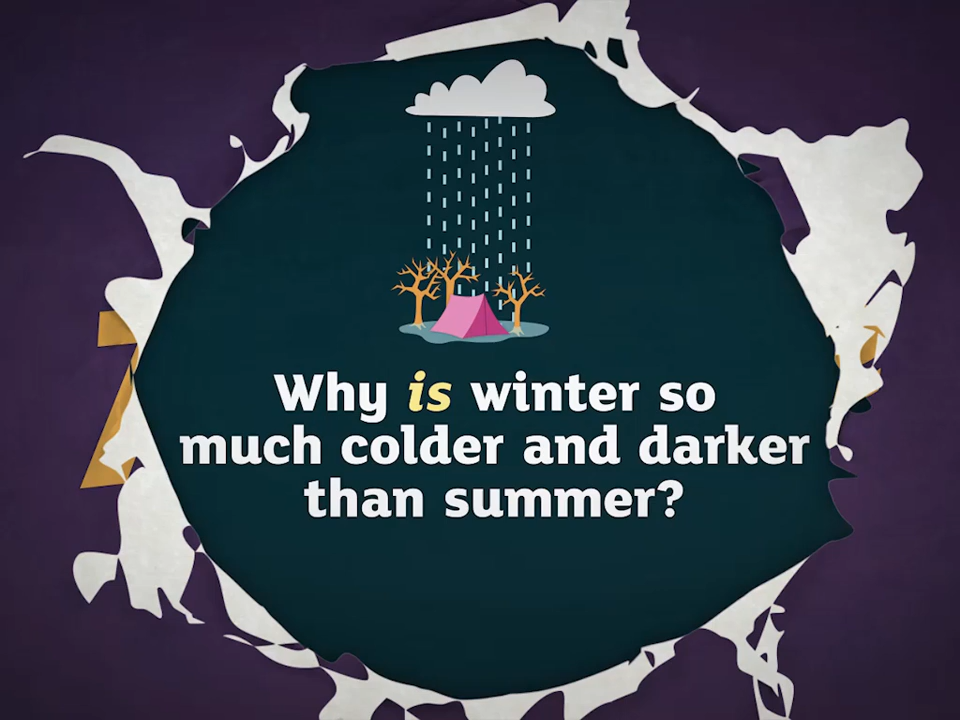 Why is winter so
much colder and darker
than summer?